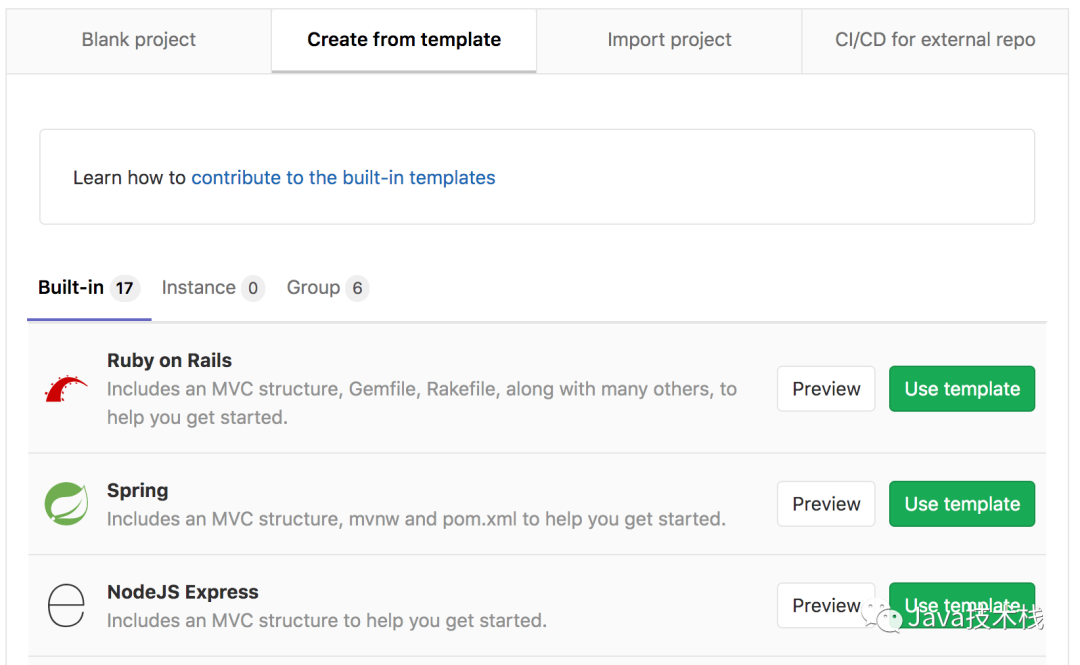 Blank project
Create from template
Import project
CI/CD for external repo
Learn how to contribute to the built-in templates
Built-in 17
Instance 0
Group 6
Ruby on Rails
Includes an MVC structure, Gemfile, Rakefile, along with many others, to
help you get started.
Preview
Use template
Spring
Includes an MVC structure, mvnw and pom.xml to help you get started.
Preview
Use template
NodeJS Express
Includes an MVC structure to help you get started.
Preview
Use template
Java技术栈